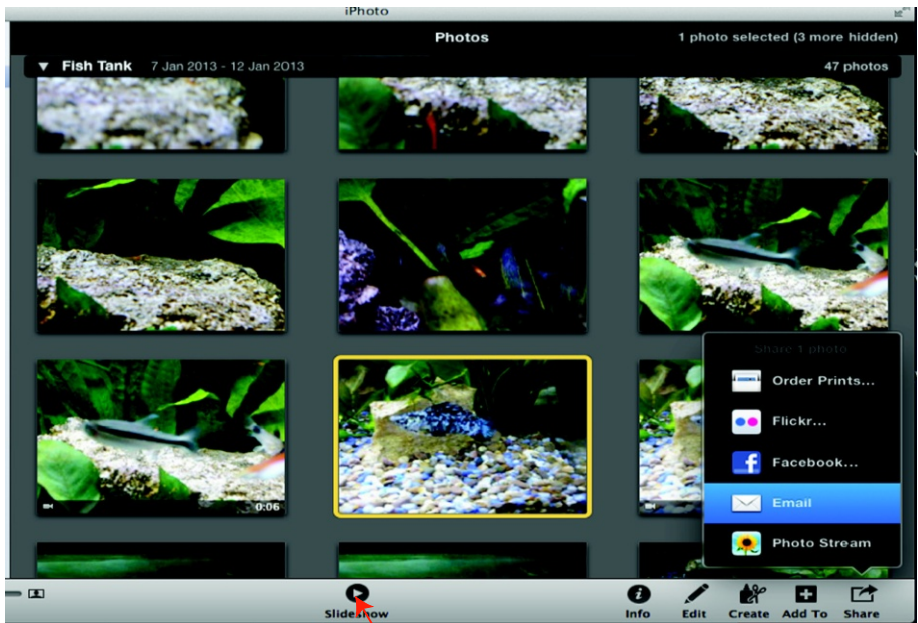 iPhoto
Photos
1 photo selected (3 more hidden)
Fish Tank 7 Jan 2013 - 12 Jan 2013
47 photos
Share 1 photo
Order Prints...
Flickr...
Facebook...
Email
0:06
Photo Stream
Slideshow
Info
Edit
Create
Add To
Share